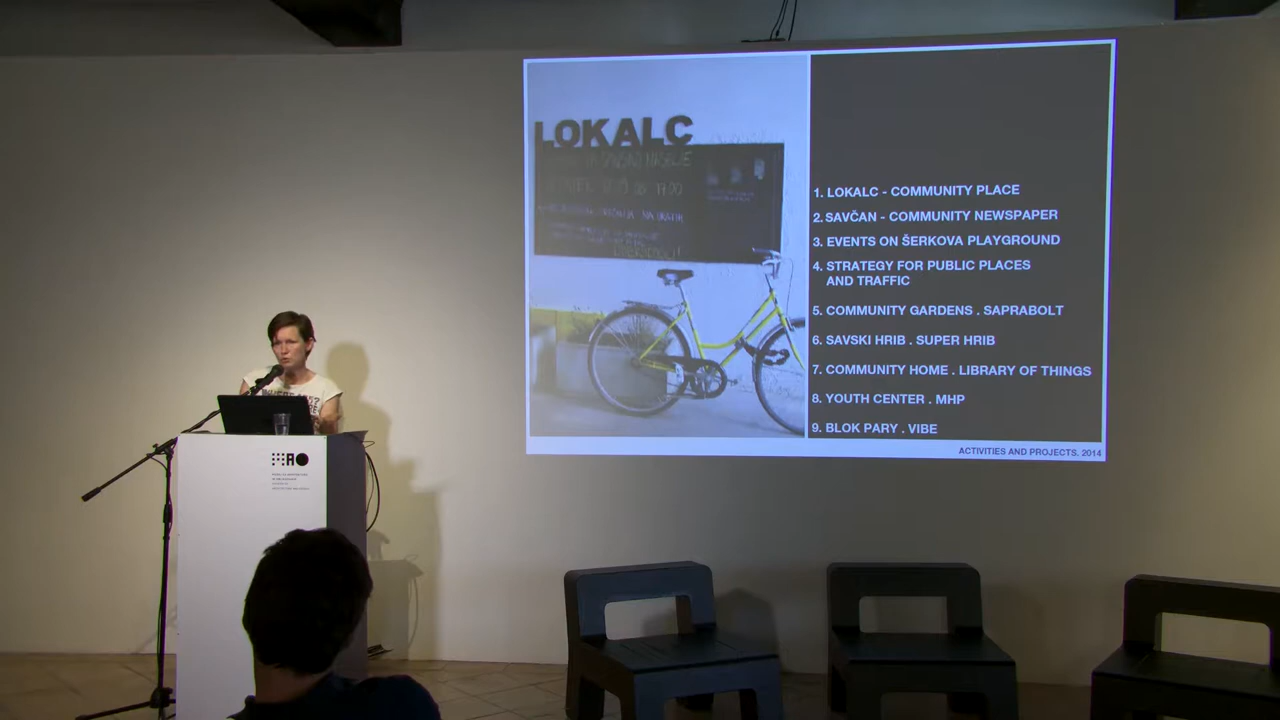 LOKALC
17.00
1. LOKALC - COMMUNITY PLACE
2. SAVČAN - COMMUNITY NEWSPAPER
3. EVENTS ON ŠERKOVA PLAYGROUND
4. STRATEGY FOR PUBLIC PLACES
AND TRAFFIC
5. COMMUNITY GARDENS . SAPRABOLT
6. SAVSKI HRIB . SUPER HRIB
7. COMMUNITY HOME . LIBRARY OF THINGS
8. YOUTH CENTER . MHP
9. BLOK PARY . VIBE
ACTIVITIES AND PROJECTS. 2014